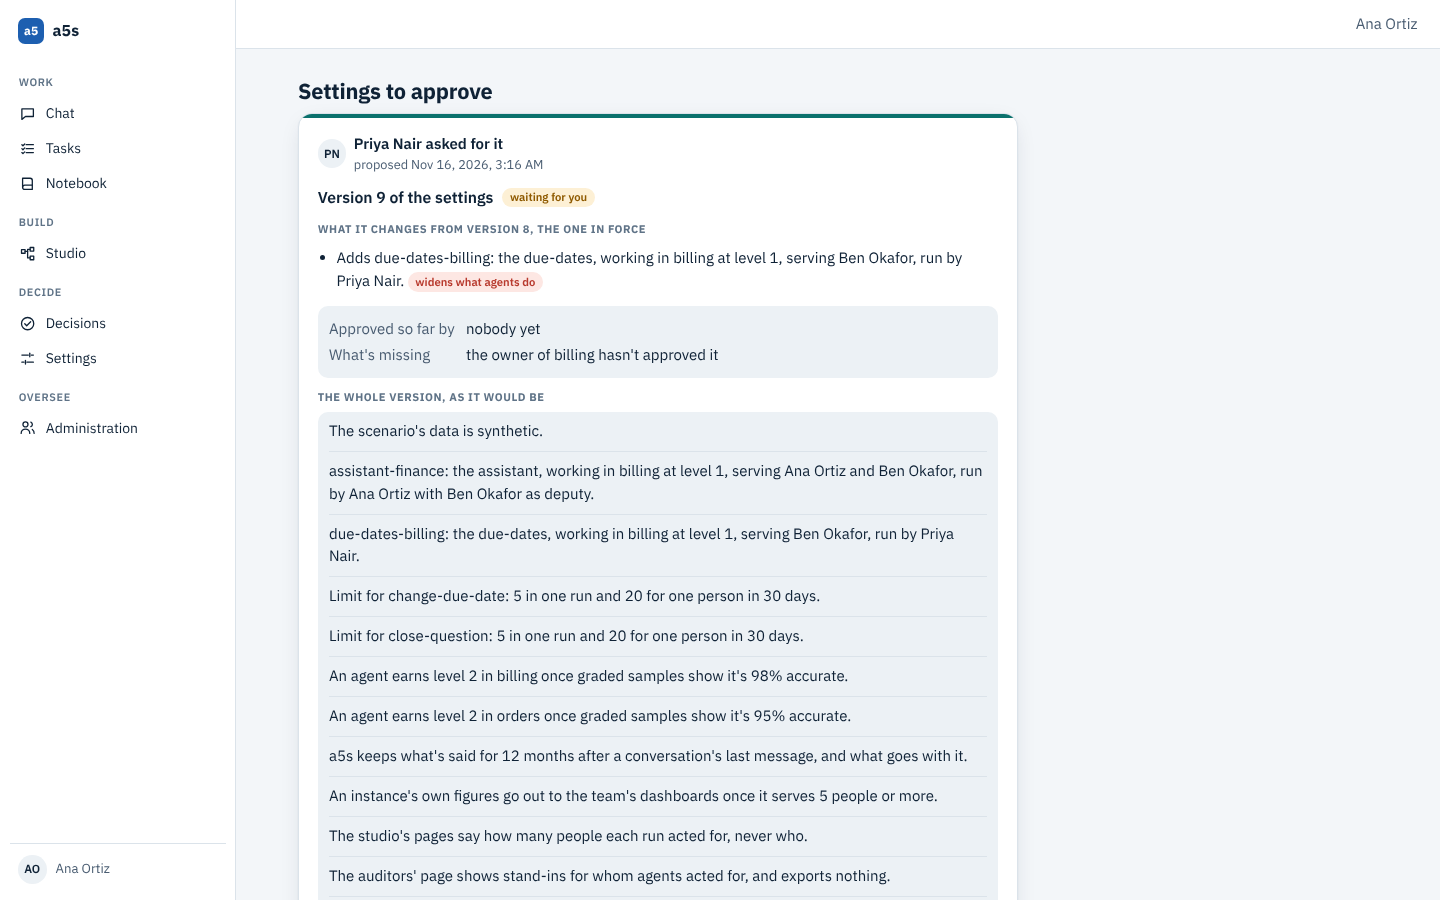 a5 a5s
Ana Ortiz
WORK
Chat
Tasks
Notebook
BUILD
Studio
DECIDE
Decisions
Settings
OVERSEE
Administration
AO Ana Ortiz
Settings to approve
PN
Priya Nair asked for it
proposed Nov 16, 2026, 3:16 AM
Version 9 of the settings waiting for you
WHAT IT CHANGES FROM VERSION 8, THE ONE IN FORCE
• Adds due-dates-billing: the due-dates, working in billing at level 1, serving Ben Okafor, run by
Priya Nair. widens what agents do
Approved so far by nobody yet
What's missing the owner of billing hasn't approved it
THE WHOLE VERSION, AS IT WOULD BE
The scenario's data is synthetic.
assistant-finance: the assistant, working in billing at level 1, serving Ana Ortiz and Ben Okafor, run
by Ana Ortiz with Ben Okafor as deputy.
due-dates-billing: the due-dates, working in billing at level 1, serving Ben Okafor, run by Priya
Nair.
Limit for change-due-date: 5 in one run and 20 for one person in 30 days.
Limit for close-question: 5 in one run and 20 for one person in 30 days.
An agent earns level 2 in billing once graded samples show it's 98% accurate.
An agent earns level 2 in orders once graded samples show it's 95% accurate.
a5s keeps what's said for 12 months after a conversation's last message, and what goes with it.
An instance's own figures go out to the team's dashboards once it serves 5 people or more.
The studio's pages say how many people each run acted for, never who.
The auditors' page shows stand-ins for whom agents acted for, and exports nothing.